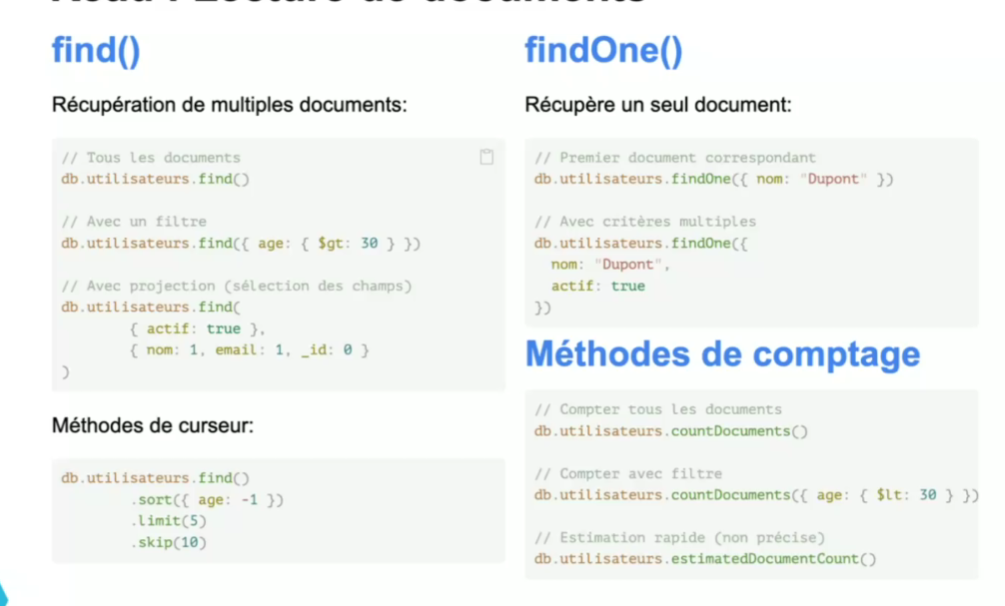 find()
Récupération de multiples documents:
// Tous les documents
db.utilisateurs.find()
// Avec un filtre
db.utilisateurs.find({ age: { $gt: 30 } })
// Avec projection (sélection des champs)
db.utilisateurs.find(
{ actif: true },
{ nom: 1, email: 1, _id: 0 }
)
Méthodes de curseur:
db.utilisateurs.find()
.sort({ age: -1 })
.limit(5)
.skip(10)
findOne()
Récupère un seul document:
// Premier document correspondant
db.utilisateurs.findOne({ nom: "Dupont" })
// Avec critères multiples
db.utilisateurs.findOne({
nom: "Dupont",
actif: true
})
Méthodes de comptage
// Compter tous les documents
db.utilisateurs.countDocuments()
// Compter avec filtre
db.utilisateurs.countDocuments({ age: { $lt: 30 } })
// Estimation rapide (non précise)
db.utilisateurs.estimatedDocumentCount()